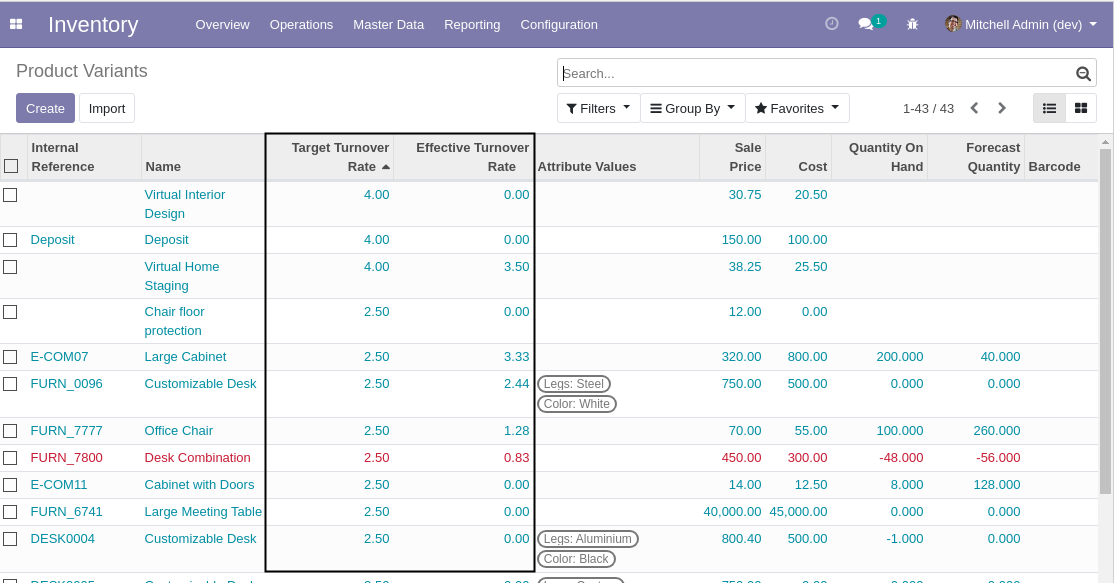 Inventory Overview Operations Master Data Reporting Configuration 1 Mitchell Admin (dev)
Product Variants Search...
Create Import Filters Group By Favorites 1-43 / 43
Internal Reference Name Target Turnover Rate Effective Turnover Rate Attribute Values Sale Price Cost Quantity On Hand Forecast Quantity Barcode
Virtual Interior Design 4.00 0.00 30.75 20.50
Deposit Deposit 4.00 0.00 150.00 100.00
Virtual Home Staging 4.00 3.50 38.25 25.50
Chair floor protection 2.50 0.00 12.00 0.00
E-COM07 Large Cabinet 2.50 3.33 320.00 800.00 200.000 40.000
FURN_0096 Customizable Desk 2.50 2.44 Legs: Steel 750.00 500.00 0.000 0.000
Color: White
FURN_7777 Office Chair 2.50 1.28 70.00 55.00 100.000 260.000
FURN_7800 Desk Combination 2.50 0.83 450.00 300.00 -48.000 -56.000
E-COM11 Cabinet with Doors 2.50 0.00 14.00 12.50 8.000 128.000
FURN_6741 Large Meeting Table 2.50 0.00 40,000.00 45,000.00 0.000 0.000
DESK0004 Customizable Desk 2.50 0.00 Legs: Aluminium 800.40 500.00 -1.000 0.000
Color: Black